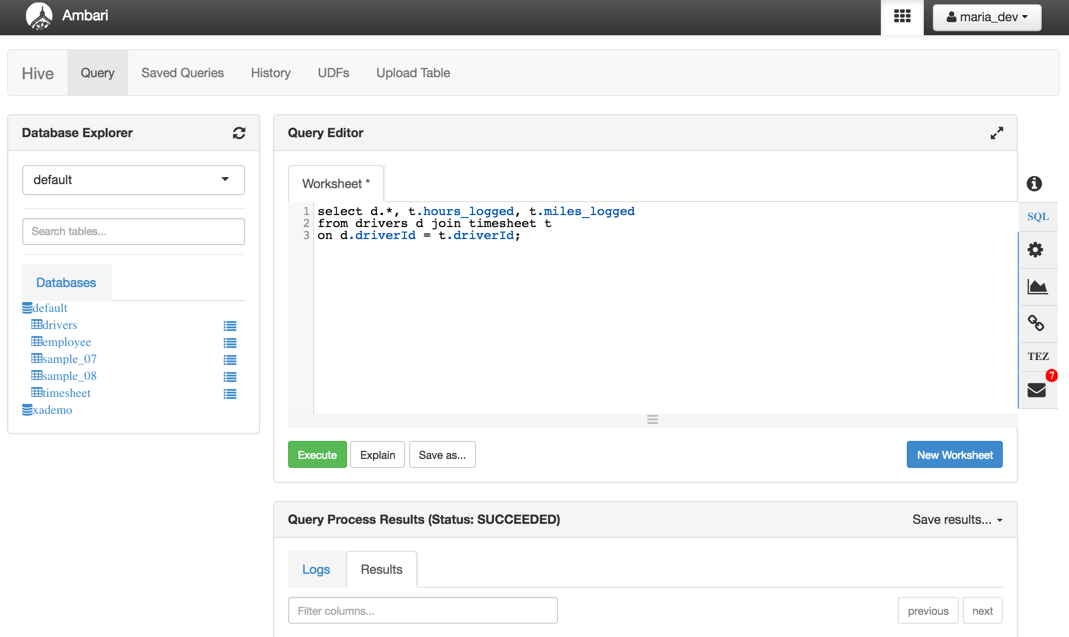 Ambari
maria_dev
Hive Query Saved Queries History UDFs Upload Table
Database Explorer
default
Search tables...
Databases
default
drivers
employee
sample_07
sample_08
timesheet
xademo
Query Editor
Worksheet *
1 select d.*, t.hours_logged, t.miles_logged
2 from drivers d join timesheet t
3 on d.driverId = t.driverId;
Execute Explain Save as... New Worksheet
SQL
TEZ
7
Query Process Results (Status: SUCCEEDED) Save results...
Logs Results
Filter columns... previous next